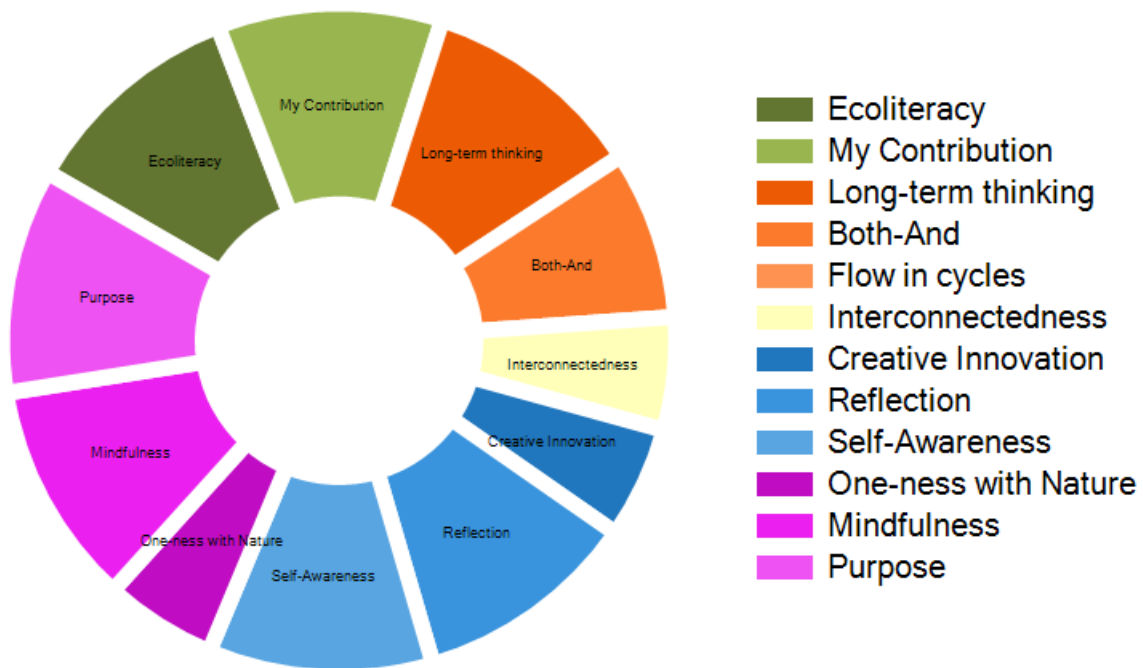 My Contribution
Long-term thinking
Ecoliteracy
Both-And
Purpose
Interconnectedness
Creative Innovation
Mindfulness
Reflection
One-ness with Nature
Self-Awareness
Ecoliteracy
My Contribution
Long-term thinking
Both-And
Flow in cycles
Interconnectedness
Creative Innovation
Reflection
Self-Awareness
One-ness with Nature
Mindfulness
Purpose